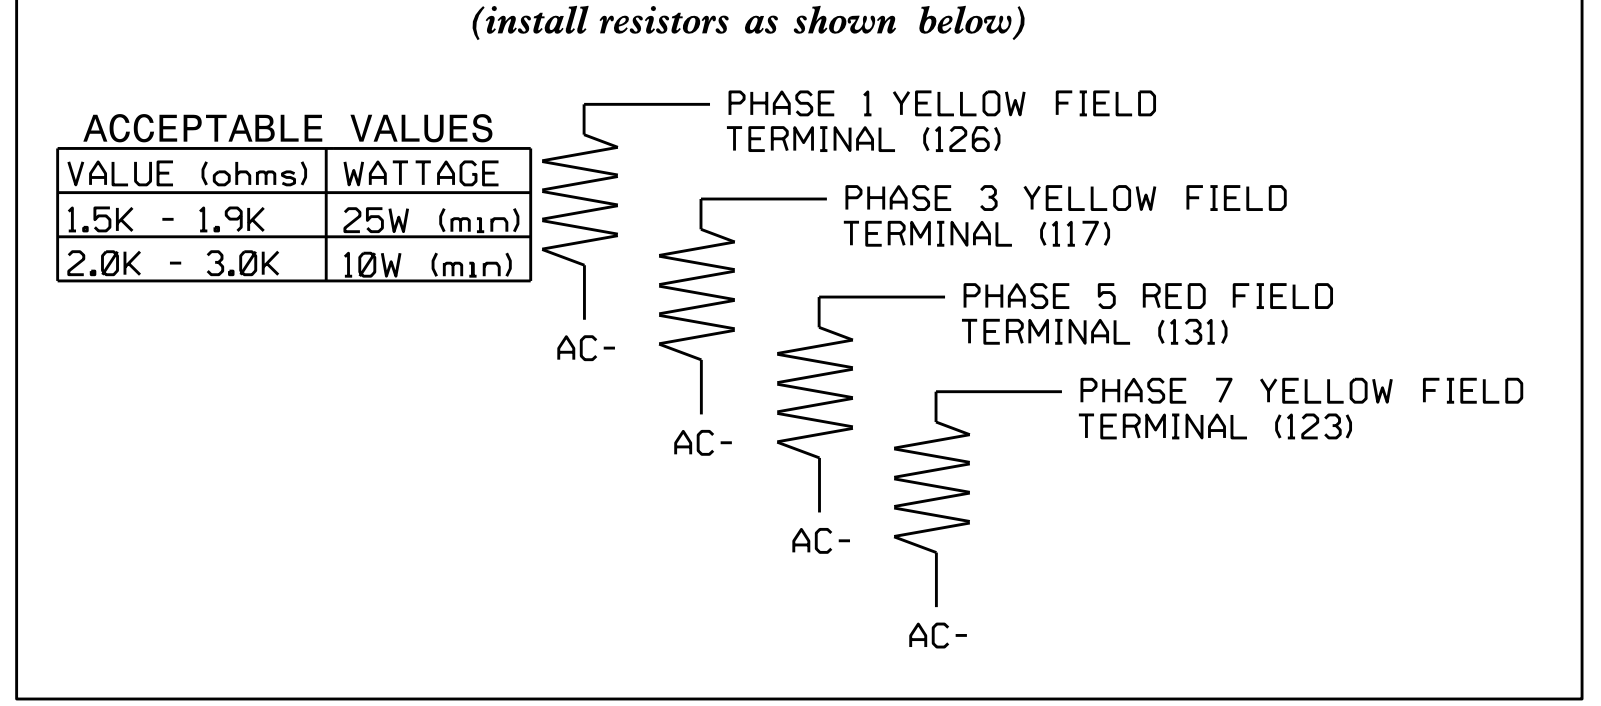 (install resistors as shown below)
ACCEPTABLE VALUES
VALUE (ohms) WATTAGE
1.5K - 1.9K 25W (min)
2.0K - 3.0K 10W (min)
PHASE 1 YELLOW FIELD
TERMINAL (126)
AC-
PHASE 3 YELLOW FIELD
TERMINAL (117)
AC-
PHASE 5 RED FIELD
TERMINAL (131)
AC-
PHASE 7 YELLOW FIELD
TERMINAL (123)
AC-